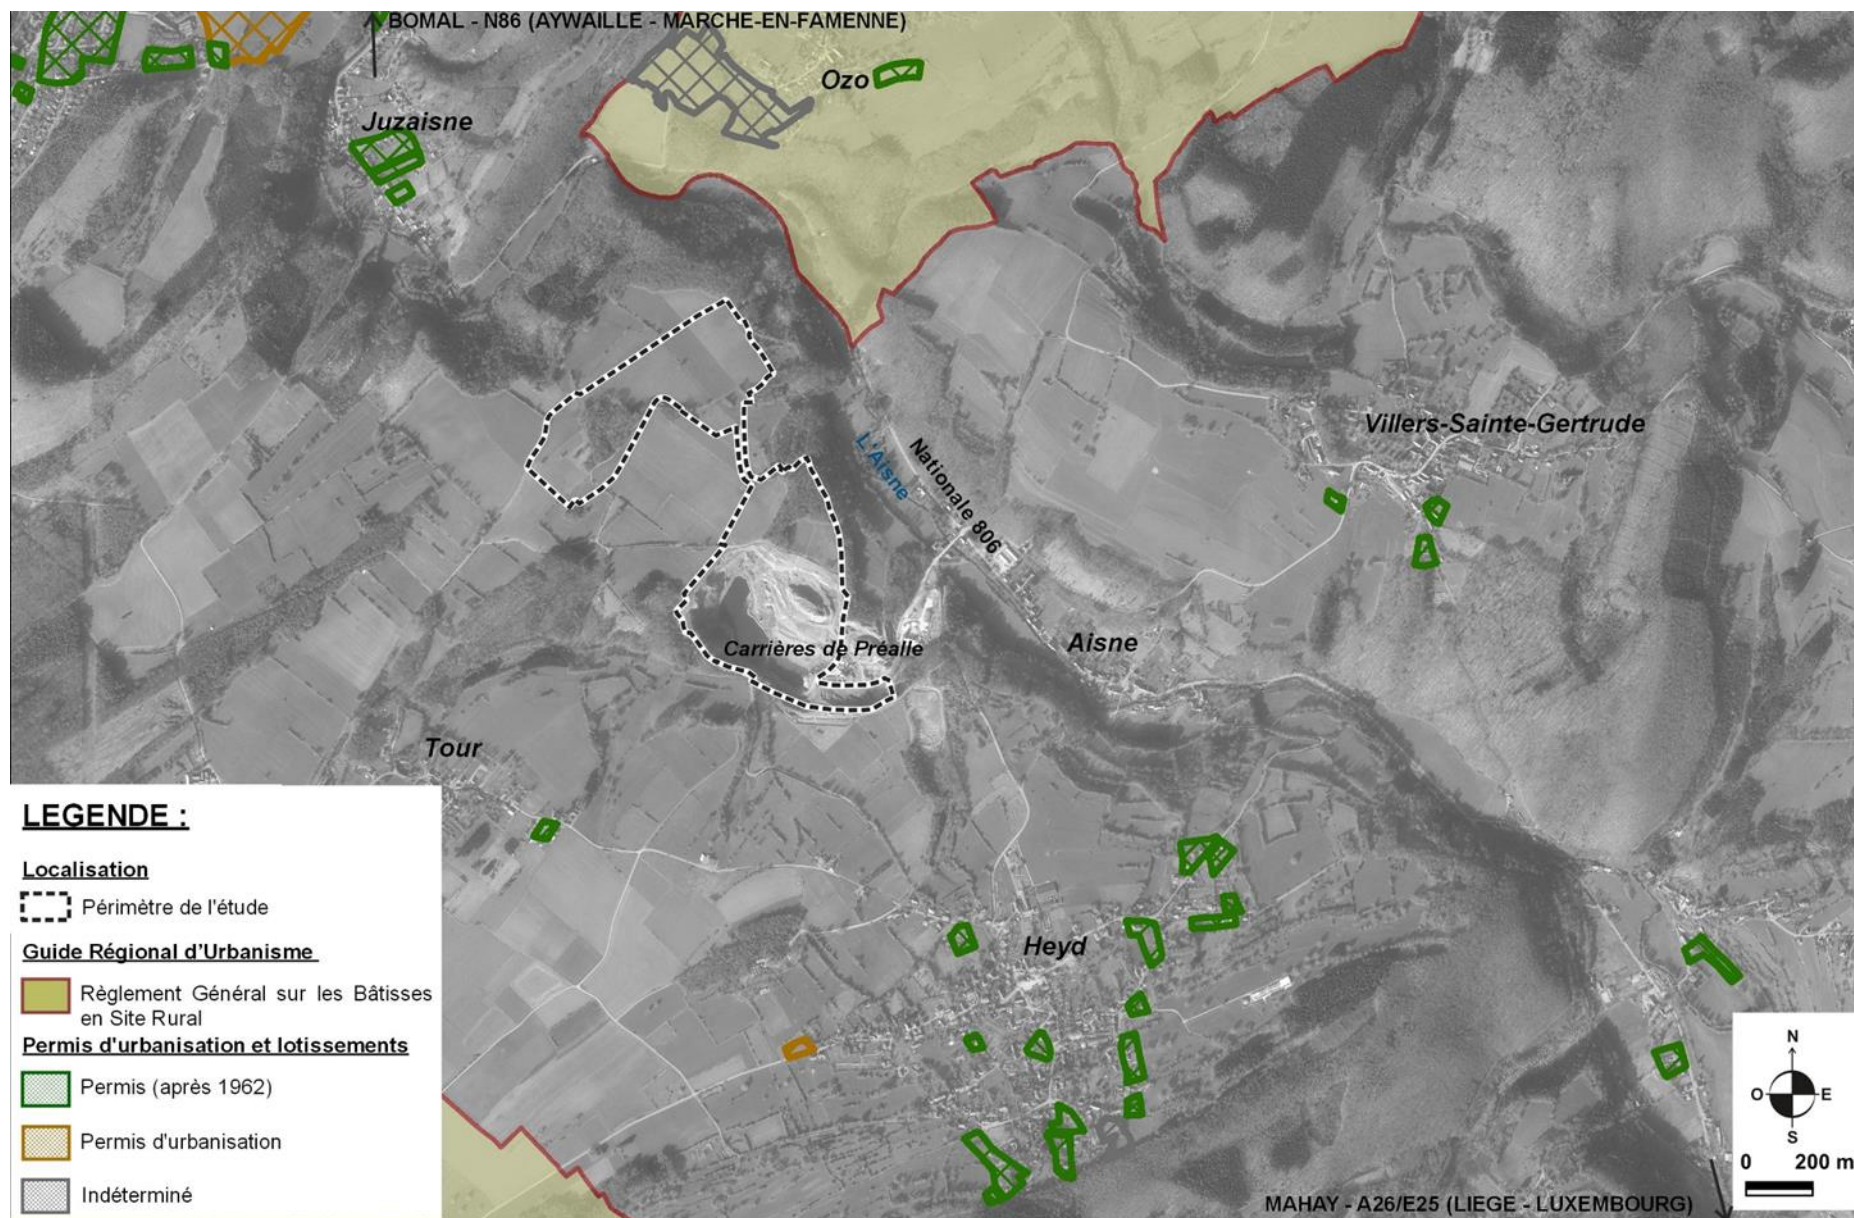 BOMAL - N86 (AYWAILLE - MARCHE-EN-FAMENNE)
Ozo
Juzaisne
Villers-Sainte-Gertrude
L'Aisne
Nationale 806
Aisne
Carrières de Préalle
Tour
Heyd
LEGENDE :
Localisation
Périmètre de l'étude
Guide Régional d'Urbanisme
Règlement Général sur les Bâtisses
en Site Rural
Permis d'urbanisation et lotissements
Permis (après 1962)
Permis d'urbanisation
Indéterminé
N
O E
S
0 200 m
MAHAY - A26/E25 (LIEGE - LUXEMBOURG)